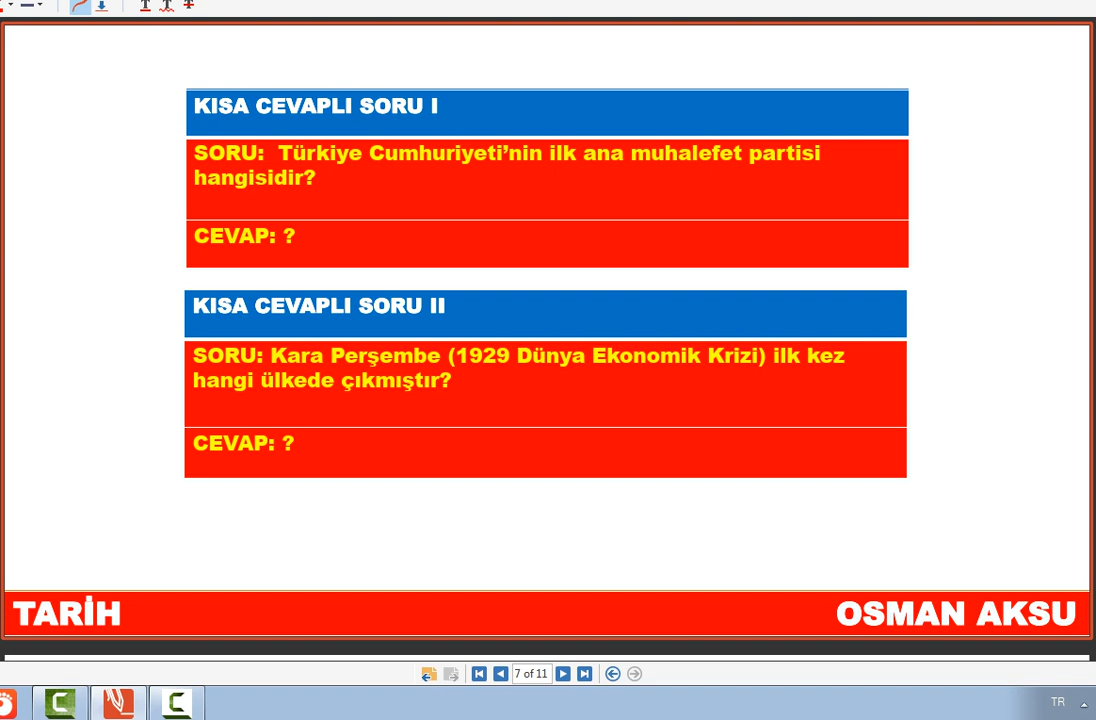 KISA CEVAPLI SORU I
SORU:  Türkiye Cumhuriyeti’nin ilk ana muhalefet partisi
hangisidir?
CEVAP: ?
KISA CEVAPLI SORU II
SORU: Kara Perşembe (1929 Dünya Ekonomik Krizi) ilk kez
hangi ülkede çıkmıştır?
CEVAP: ?
TARİH
OSMAN AKSU
7 of 11
TR